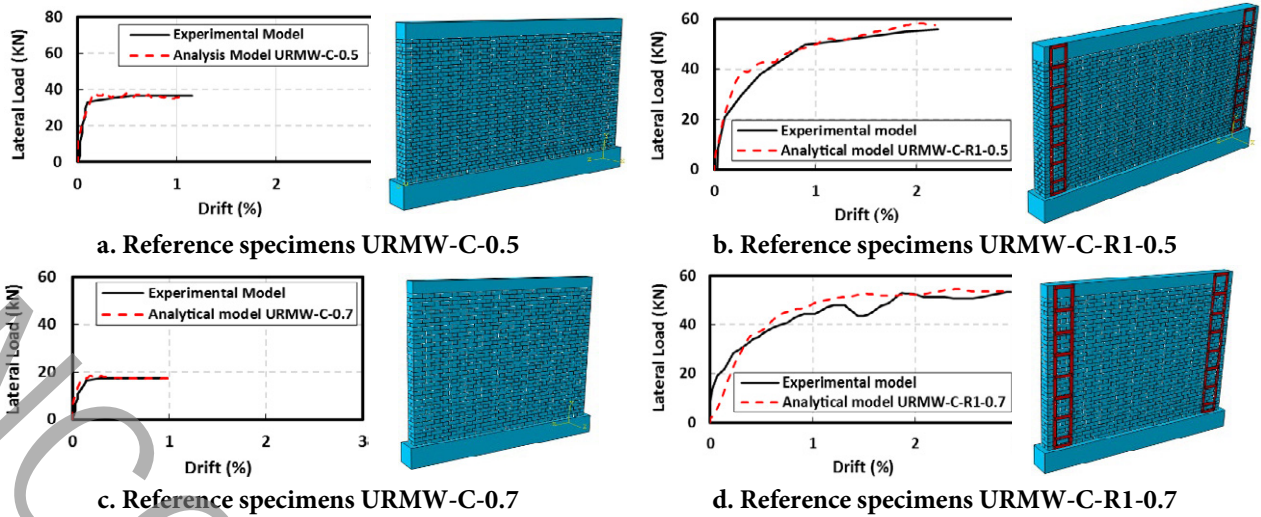 80
60
40
20
0
Lateral Load (KN)
Experimental Model
Analysis Model URMW-C-0.5
0 1 2
Drift (%)
a. Reference specimens URMW-C-0.5
60
40
20
0
Lateral Load (KN)
Experimental model
Analytical model URMW-C-R1-0.5
0 1 2
Drift (%)
b. Reference specimens URMW-C-R1-0.5
60
40
20
0
Lateral Load (kN)
Experimental Model
Analytical model URMW-C-0.7
0 1 2 3
Drift (%)
c. Reference specimens URMW-C-0.7
60
40
20
0
Lateral Load (kN)
Experimental model
Analytical model URMW-C-R1-0.7
0 1 2
Drift (%)
d. Reference specimens URMW-C-R1-0.7